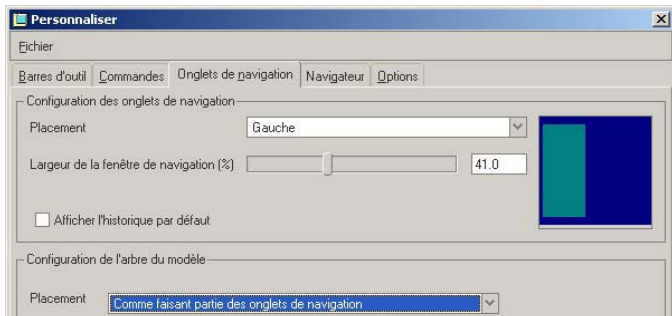 Personnaliser
Fichier
Barres d'outil Commandes Onglets de navigation Navigateur Options
Configuration des onglets de navigation
Placement Gauche
Largeur de la fenêtre de navigation (%) 41.0
Afficher l'historique par défaut
Configuration de l'arbre du modèle
Placement Comme faisant partie des onglets de navigation